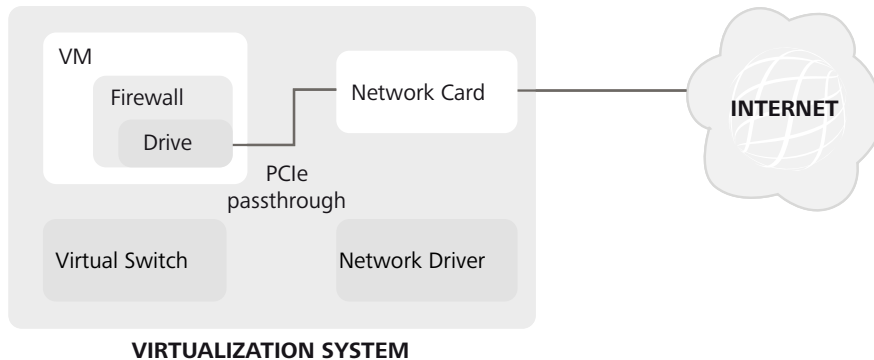 VM
Firewall
Drive
Network Card
INTERNET
PCIe
passthrough
Virtual Switch
Network Driver
VIRTUALIZATION SYSTEM